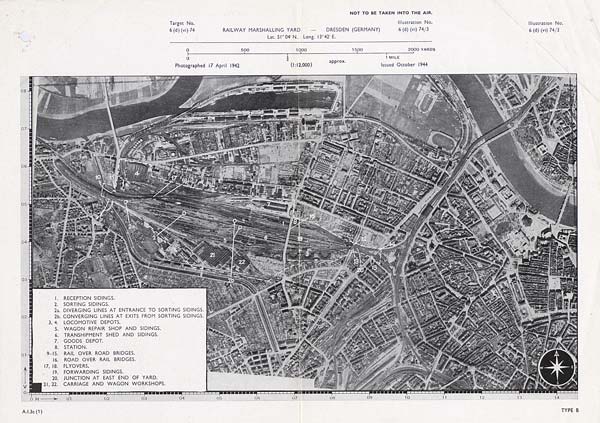 NOT TO BE TAKEN INTO THE AIR.
Target No.
6 (d) (vi) 74
RAILWAY MARSHALLING YARD — DRESDEN (GERMANY)
Lat. 51° 04' N. Long. 13° 42' E.
Illustration No.
6 (d) (vi) 74/3
Illustration No.
6 (d) (vi) 74/3
0 500 1000 1500 2000 YARDS
0 ½ 1 MILE
Photographed 17 April 1942 (1:12,000) approx. Issued October 1944
1. RECEPTION SIDINGS.
2. SORTING SIDINGS.
2a. DIVERGING LINES AT ENTRANCE TO SORTING SIDINGS.
2b. CONVERGING LINES AT EXITS FROM SORTING SIDINGS.
3, 4. LOCOMOTIVE DEPOTS.
5. WAGON REPAIR SHOP AND SIDINGS.
6. TRANSHIPMENT SHED AND SIDINGS.
7. GOODS DEPOT.
8. STATION.
9-15. RAIL OVER ROAD BRIDGES.
16. ROAD OVER RAIL BRIDGES.
17, 18. FLYOVERS.
19. FORWARDING SIDINGS.
20. JUNCTION AT EAST END OF YARD.
21, 22. CARRIAGE AND WAGON WORKSHOPS.
A.I.3c (1)
TYPE B